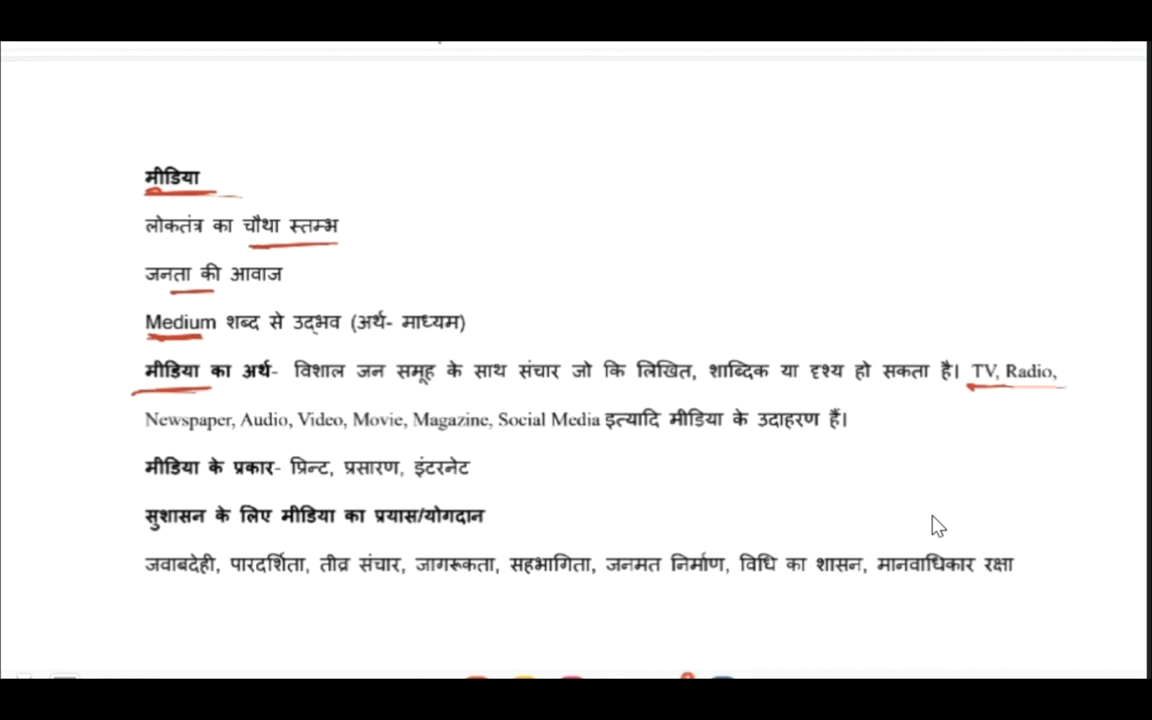 मीडिया
लोकतंत्र का चौथा स्तम्भ
जनता की आवाज
Medium शब्द से उद्भव (अर्थ- माध्यम)
मीडिया का अर्थ- विशाल जन समूह के साथ संचार जो कि लिखित, शाब्दिक या दृश्य हो सकता है। TV, Radio,
Newspaper, Audio, Video, Movie, Magazine, Social Media इत्यादि मीडिया के उदाहरण हैं।
मीडिया के प्रकार- प्रिन्ट, प्रसारण, इंटरनेट
सुशासन के लिए मीडिया का प्रयास/योगदान
जवाबदेही, पारदर्शिता, तीव्र संचार, जागरूकता, सहभागिता, जनमत निर्माण, विधि का शासन, मानवाधिकार रक्षा